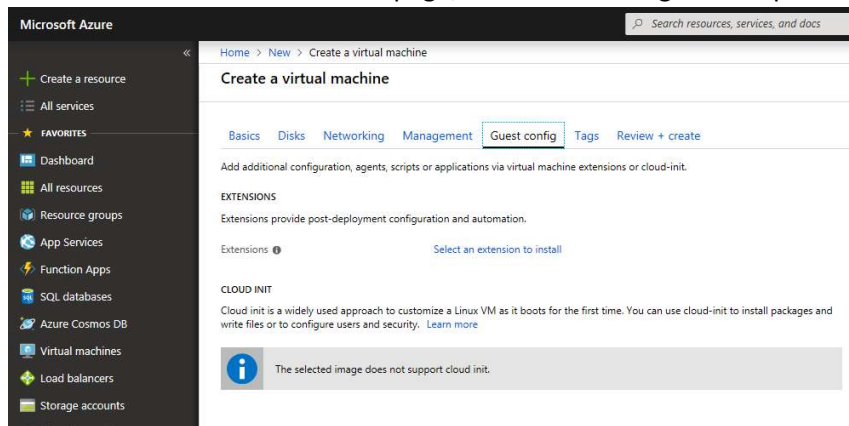 Microsoft Azure
Search resources, services, and docs
«
Home > New > Create a virtual machine
Create a virtual machine
Create a resource
All services
FAVORITES
Dashboard
All resources
Resource groups
App Services
Function Apps
SQL databases
Azure Cosmos DB
Virtual machines
Load balancers
Storage accounts
Basics Disks Networking Management Guest config Tags Review + create
Add additional configuration, agents, scripts or applications via virtual machine extensions or cloud-init.
EXTENSIONS
Extensions provide post-deployment configuration and automation.
Extensions Select an extension to install
CLOUD INIT
Cloud init is a widely used approach to customize a Linux VM as it boots for the first time. You can use cloud-init to install packages and
write files or to configure users and security. Learn more
The selected image does not support cloud init.